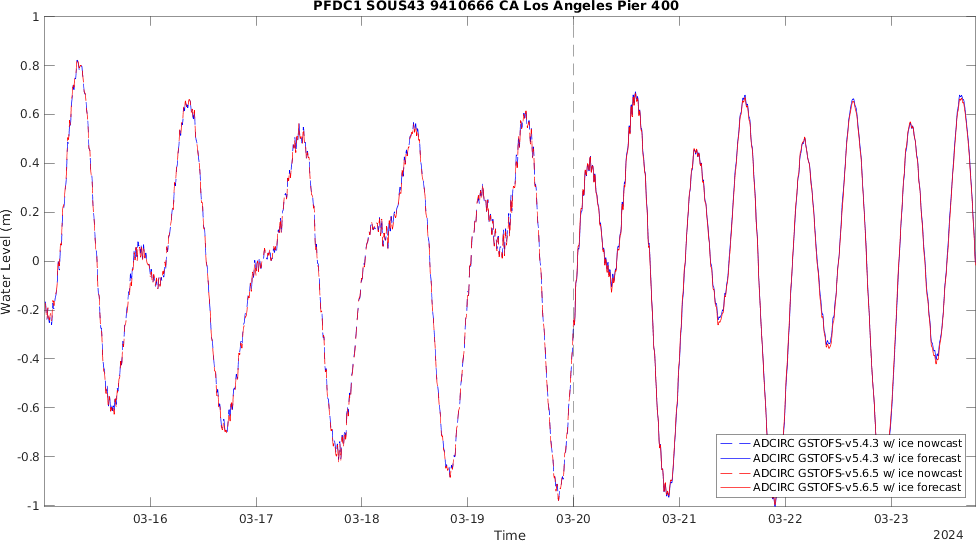 PFDC1 SOUS43 9410666 CA Los Angeles Pier 400
1
0.8
0.6
0.4
0.2
0
-0.2
-0.4
-0.6
-0.8
-1
Water Level (m)
ADCIRC GSTOFS-v5.4.3 w/ ice nowcast
ADCIRC GSTOFS-v5.4.3 w/ ice forecast
ADCIRC GSTOFS-v5.6.5 w/ ice nowcast
ADCIRC GSTOFS-v5.6.5 w/ ice forecast
03-16 03-17 03-18 03-19 03-20 03-21 03-22 03-23
Time
2024